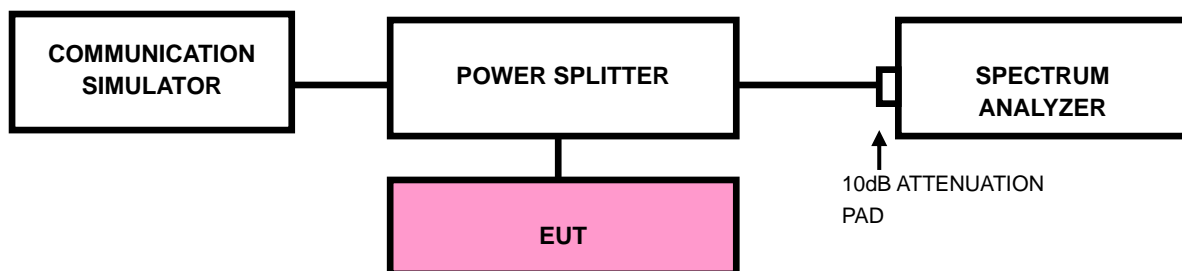 COMMUNICATION
SIMULATOR
POWER SPLITTER
SPECTRUM
ANALYZER
10dB ATTENUATION
PAD
EUT